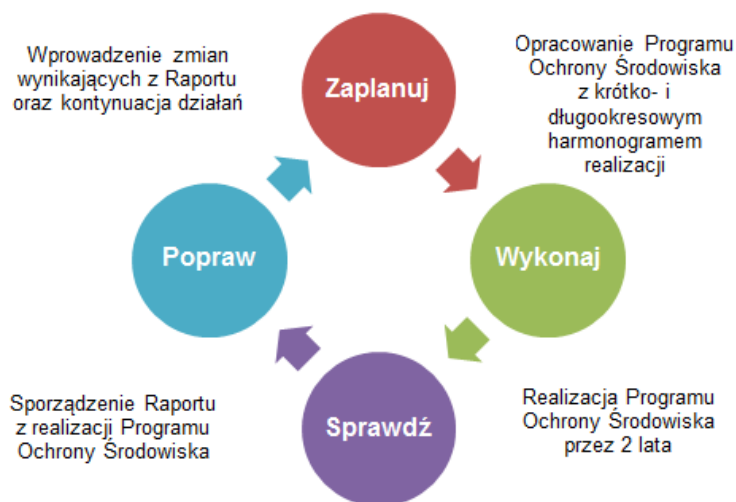 Zaplanuj
Opracowanie Programu
Ochrony Środowiska
z krótko- i
długookresowym
harmonogramem
realizacji
Wykonaj
Realizacja Programu
Ochrony Środowiska
przez 2 lata
Sprawdź
Sporządzenie Raportu
z realizacji Programu
Ochrony Środowiska
Popraw
Wprowadzenie zmian
wynikających z Raportu
oraz kontynuacja działań